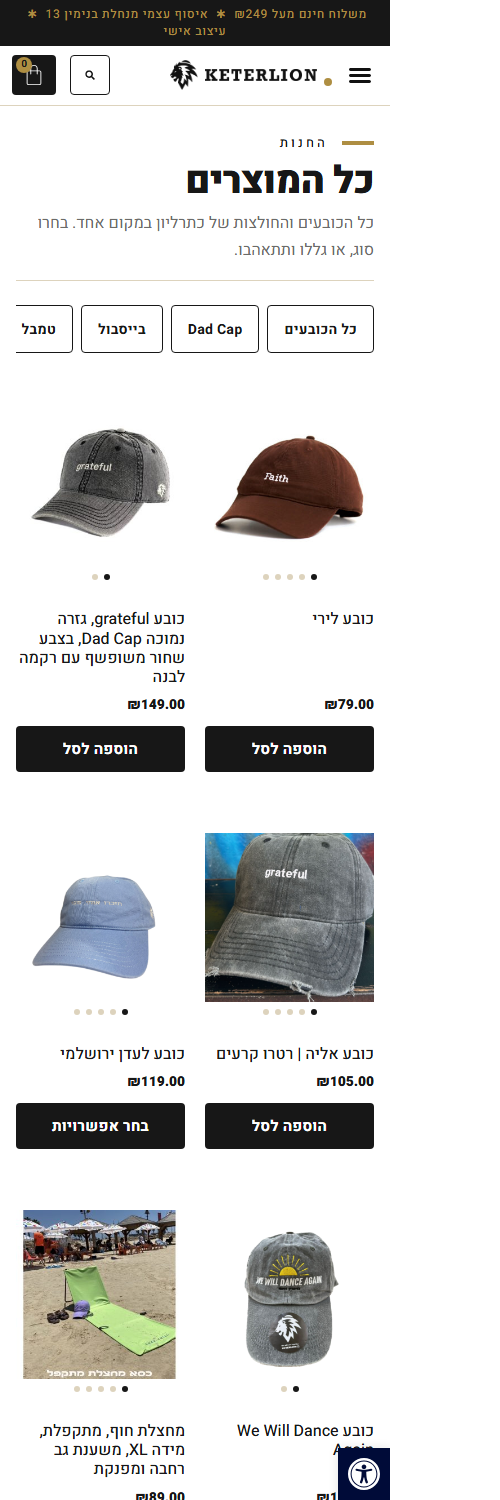 משלוח חינם מעל ₪249 ✱ איסוף עצמי מנחלת בנימין 13 ✱
עיצוב אישי
0
KETERLION
החנות
כל המוצרים
כל הכובעים והחולצות של כתרליון במקום אחד. בחרו
סוג, או גללו ותתאהבו.
כל הכובעים
Dad Cap
בייסבול
טמבל
Faith
grateful
כובע לירי
₪79.00
הוספה לסל
כובע grateful, גזרה
נמוכה Dad Cap, בצבע
שחור משופשף עם רקמה
לבנה
₪149.00
הוספה לסל
grateful
כובע אליה | רטרו קרעים
₪105.00
הוספה לסל
כובע לעדן ירושלמי
₪119.00
בחר אפשרויות
WE WILL DANCE AGAIN
כובע We Will Dance
כסא מחצלת מתקפל
מחצלת חוף, מתקפלת,
מידה XL, משענת גב
רחבה ומפנקת
₪89.00